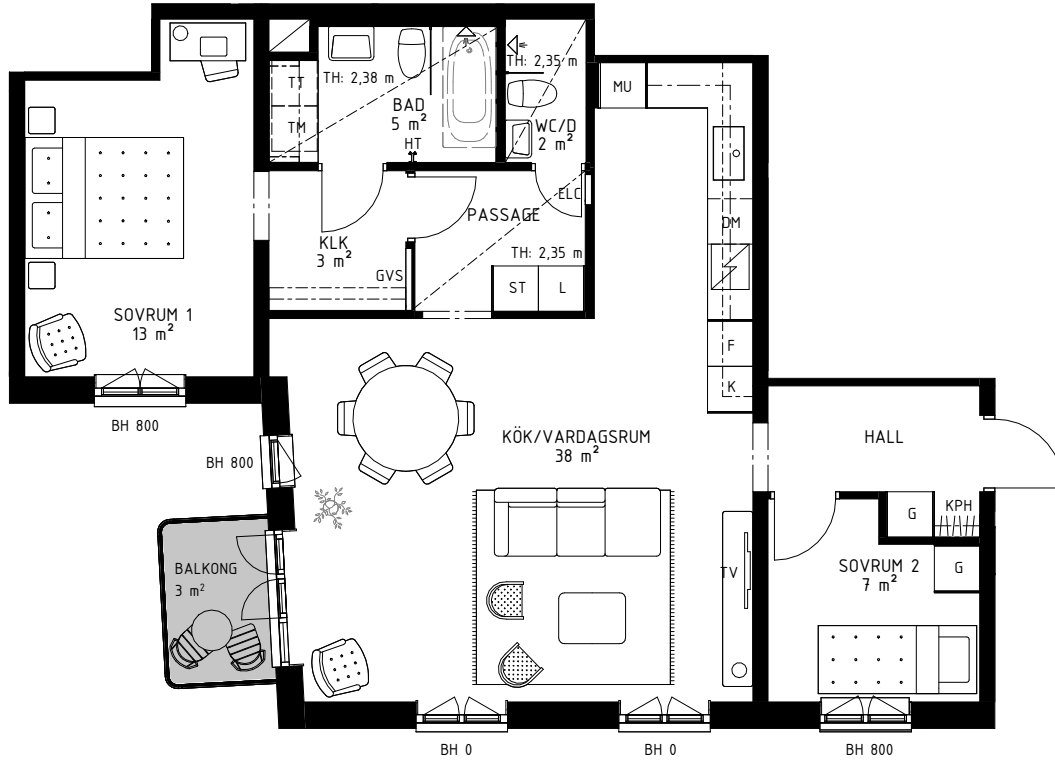 TT
TH: 2,38 m
TH: 2,35 m
MU
BAD
5 m²
TM
WC/D
2 m²
HT
ELC
PASSAGE
DM
KLK
3 m²
TH: 2,35 m
GVS
ST
L
SOVRUM 1
13 m²
F
K
BH 800
KÖK/VARDAGSRUM
38 m²
HALL
BH 800
G
KPH
BALKONG
3 m²
TV
SOVRUM 2
7 m²
G
BH 0
BH 0
BH 800